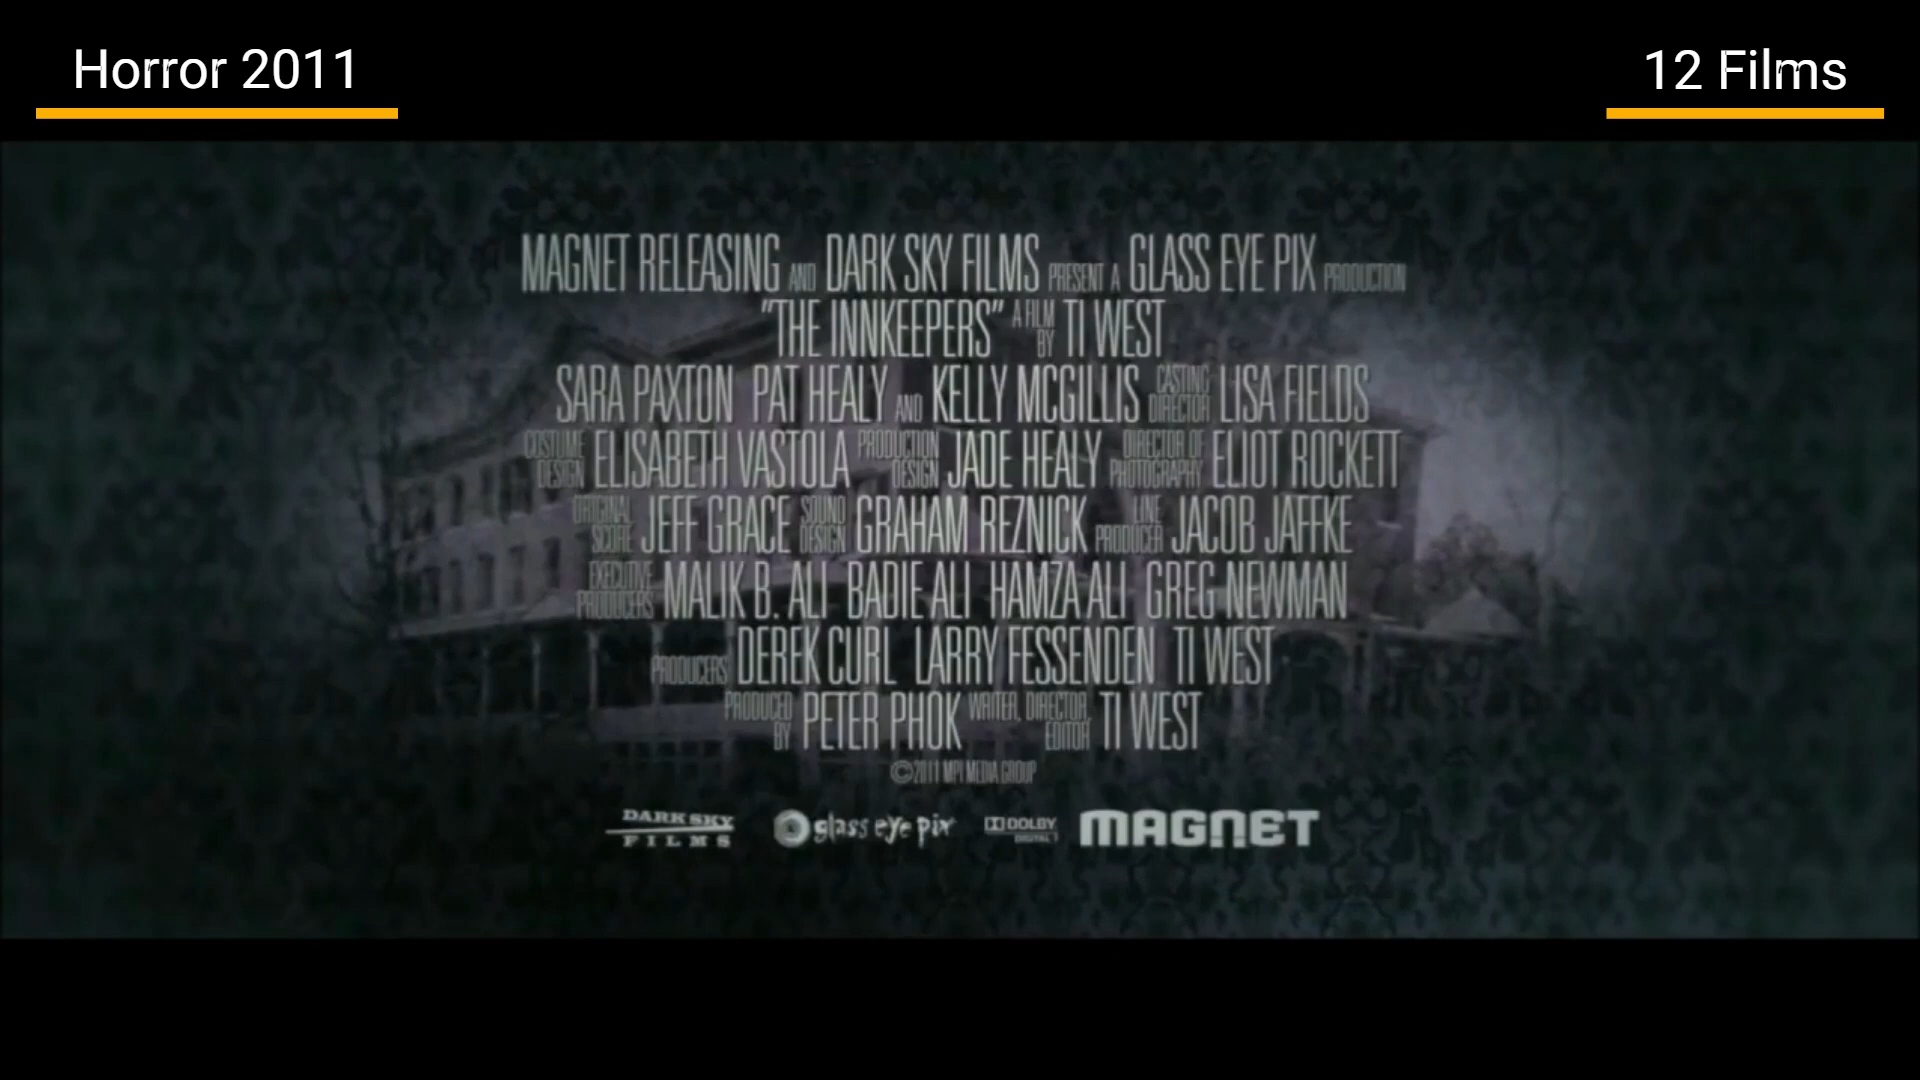 Horror 2011
12 Films
MAGNET RELEASING AND DARK SKY FILMS PRESENT A GLASS EYE PIX PRODUCTION
"THE INNKEEPERS" A FILM BY TI WEST
SARA PAXTON PAT HEALY AND KELLY MCGILLIS CASTING DIRECTOR LISA FIELDS
COSTUME DESIGN ELISABETH VASTOLA PRODUCTION DESIGN JADE HEALY DIRECTOR OF PHOTOGRAPHY ELIOT ROCKETT
ORIGINAL SCORE JEFF GRACE SOUND DESIGN GRAHAM REZNICK LINE PRODUCER JACOB JAFFKE
EXECUTIVE PRODUCERS MALIK B. ALI BADIE ALI HAMZA ALI GREG NEWMAN
PRODUCERS DEREK CURL LARRY FESSENDEN TI WEST
PRODUCED BY PETER PHOK WRITER, DIRECTOR, EDITOR TI WEST
©2011 MPI MEDIA GROUP
DARK SKY FILMS glass eye pix DOLBY DIGITAL MAGNET